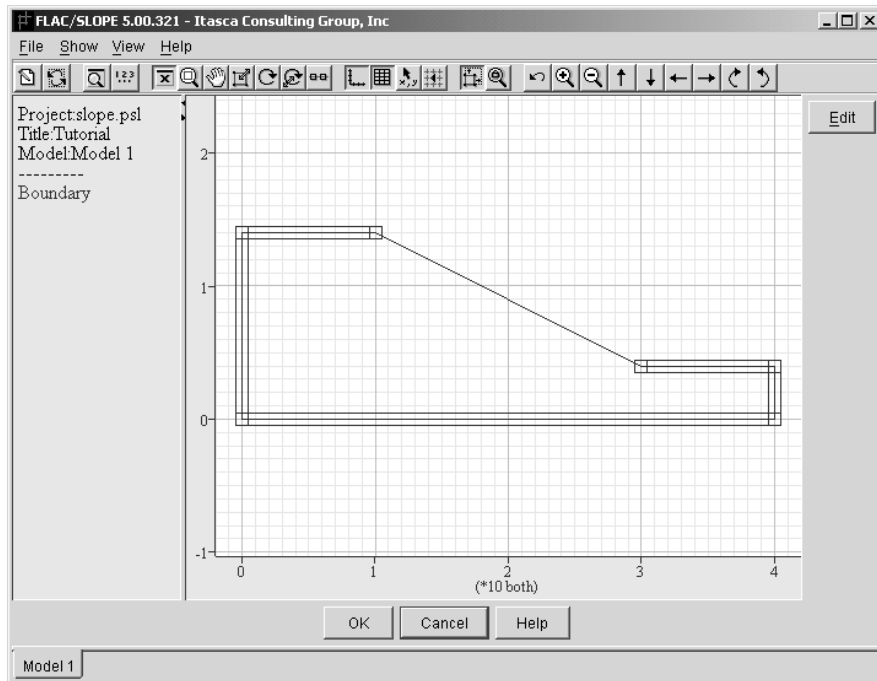 FLAC/SLOPE 5.00.321 - Itasca Consulting Group, Inc
File Show View Help
123
x,y
Project:slope.psl
Title:Tutorial
Model:Model 1
---------
Boundary
Edit
2
1
0
-1
0 1 2 3 4
(*10 both)
OK Cancel Help
Model 1